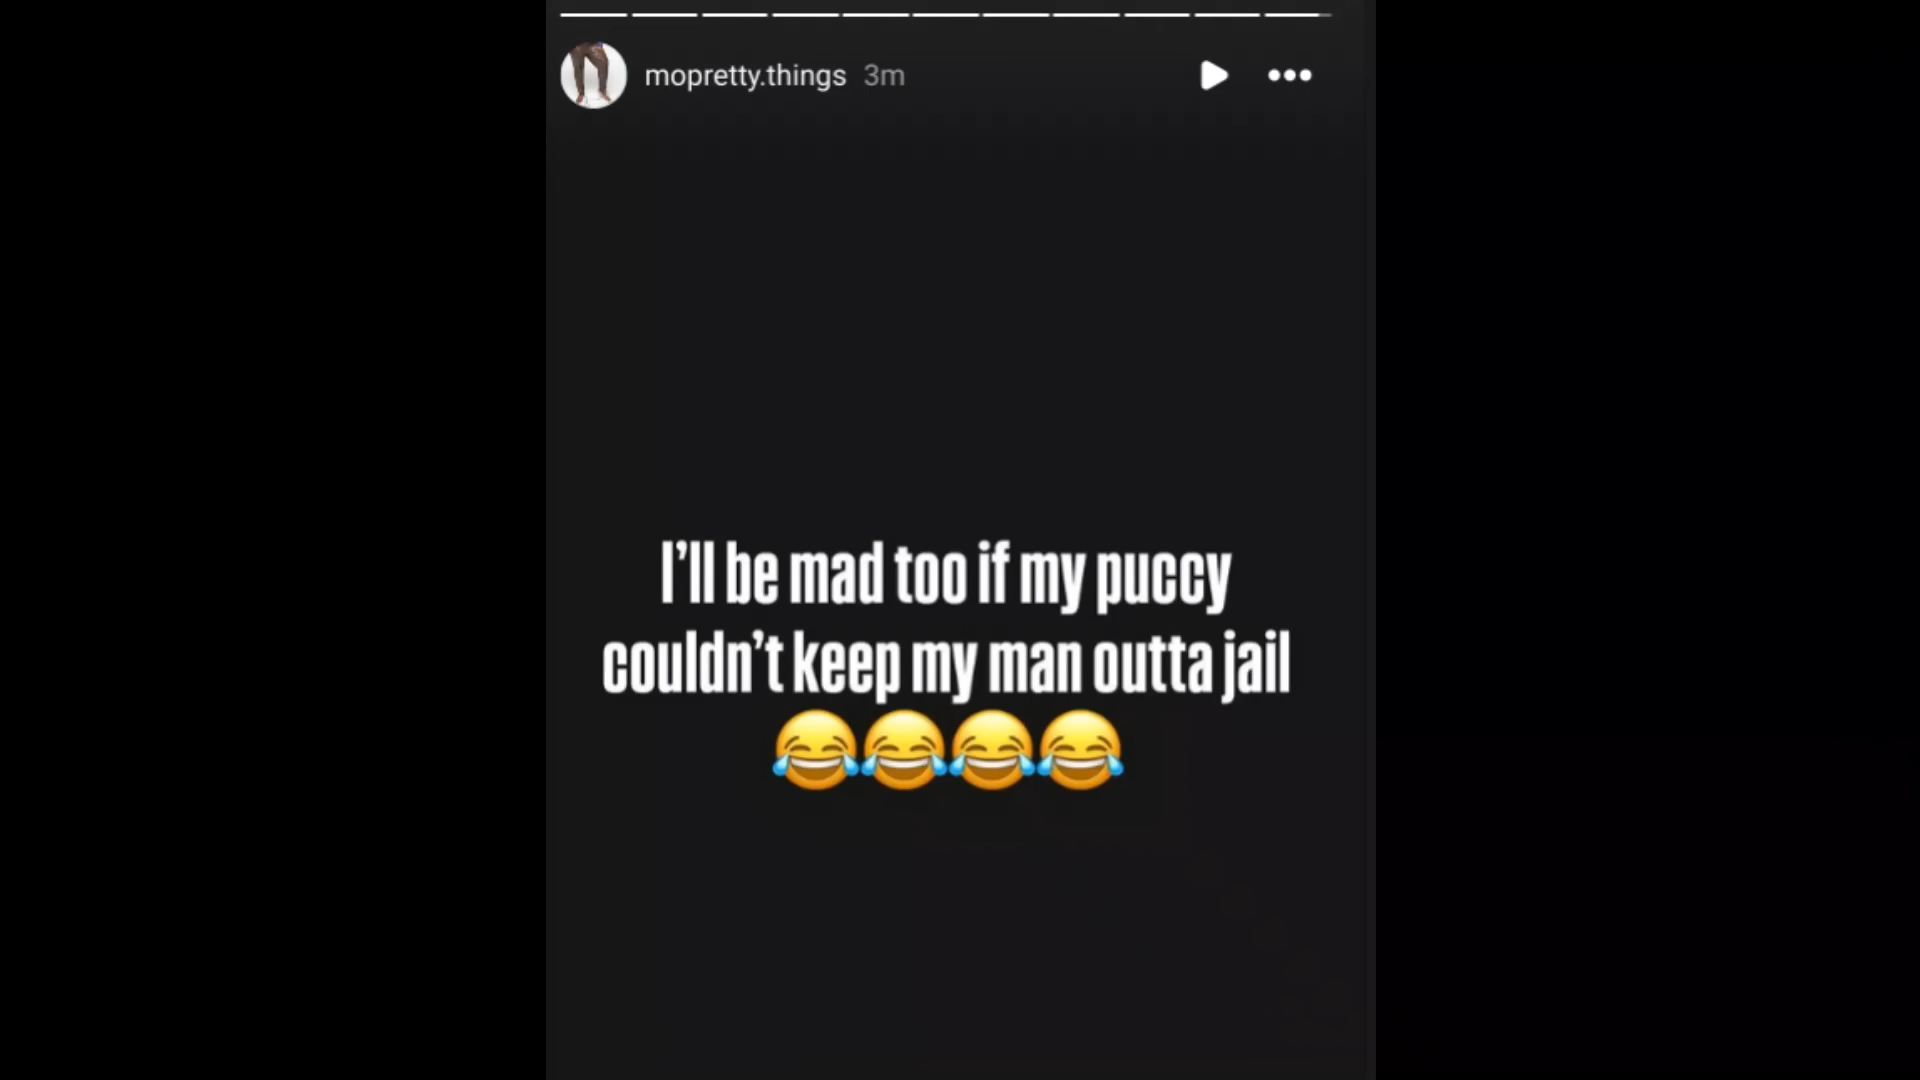 mopretty.things 3m
I’ll be mad too if my puccy
couldn’t keep my man outta jail
😂😂😂😂